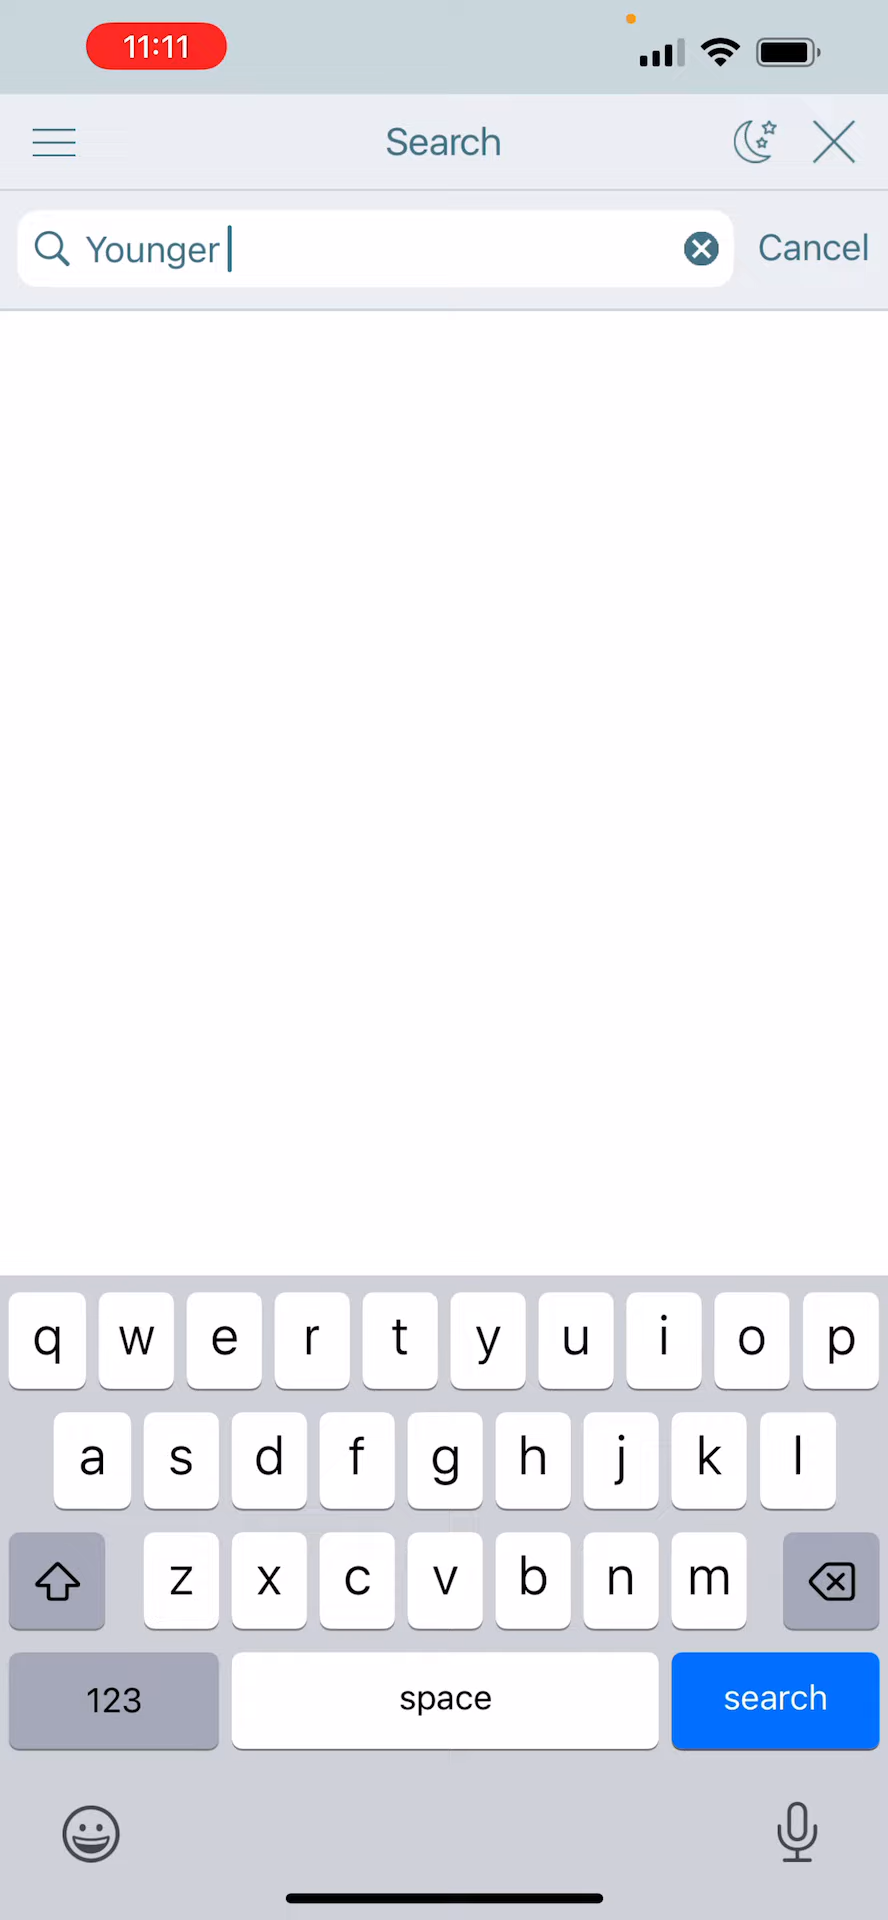 11:11
Search
Younger
Cancel
q w e r t y u i o p
a s d f g h j k l
z x c v b n m
123 space search